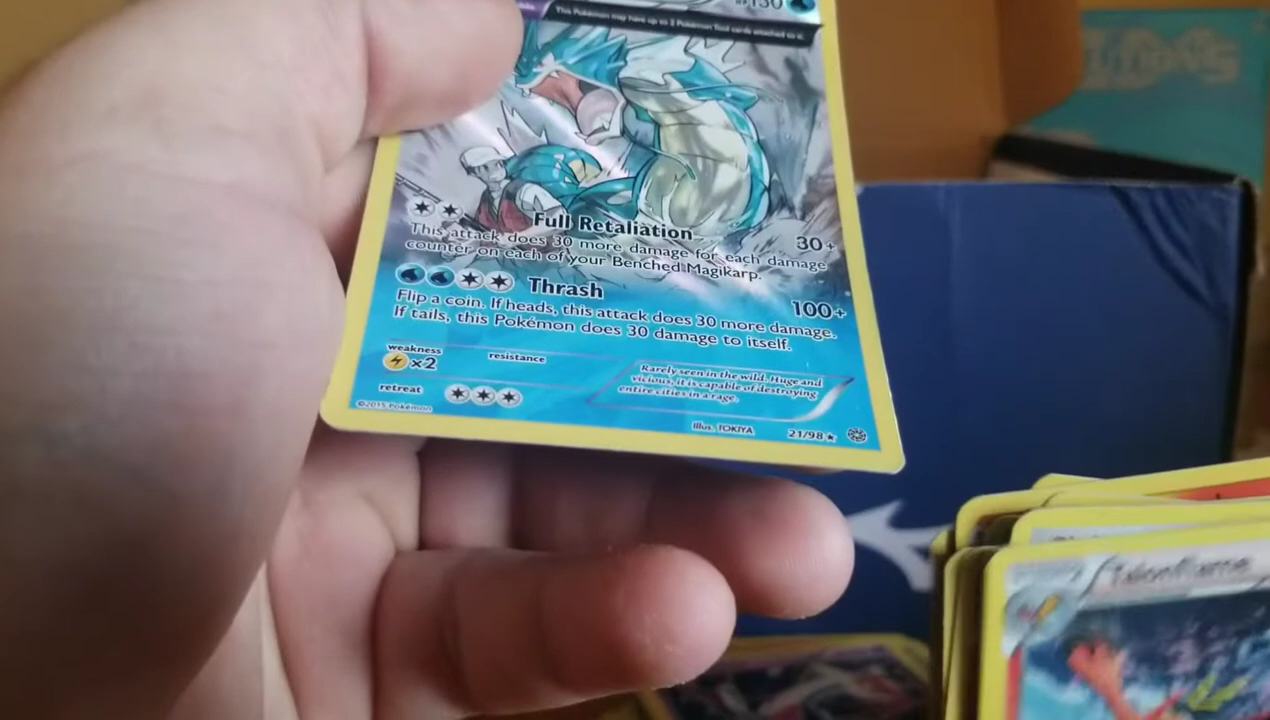 130
This Pokémon may have up to 2 Pokémon Tool cards attached to it.
Full Retaliation 30+
This attack does 30 more damage for each damage
counter on each of your Benched Magikarp.
Thrash 100+
Flip a coin. If heads, this attack does 30 more damage.
If tails, this Pokémon does 30 damage to itself.
weakness
×2
resistance
retreat
Rarely seen in the wild. Huge and
vicious, it is capable of destroying
entire cities in a rage.
©2015 Pokémon
Illus. TOKIYA
21/98
Talonflame